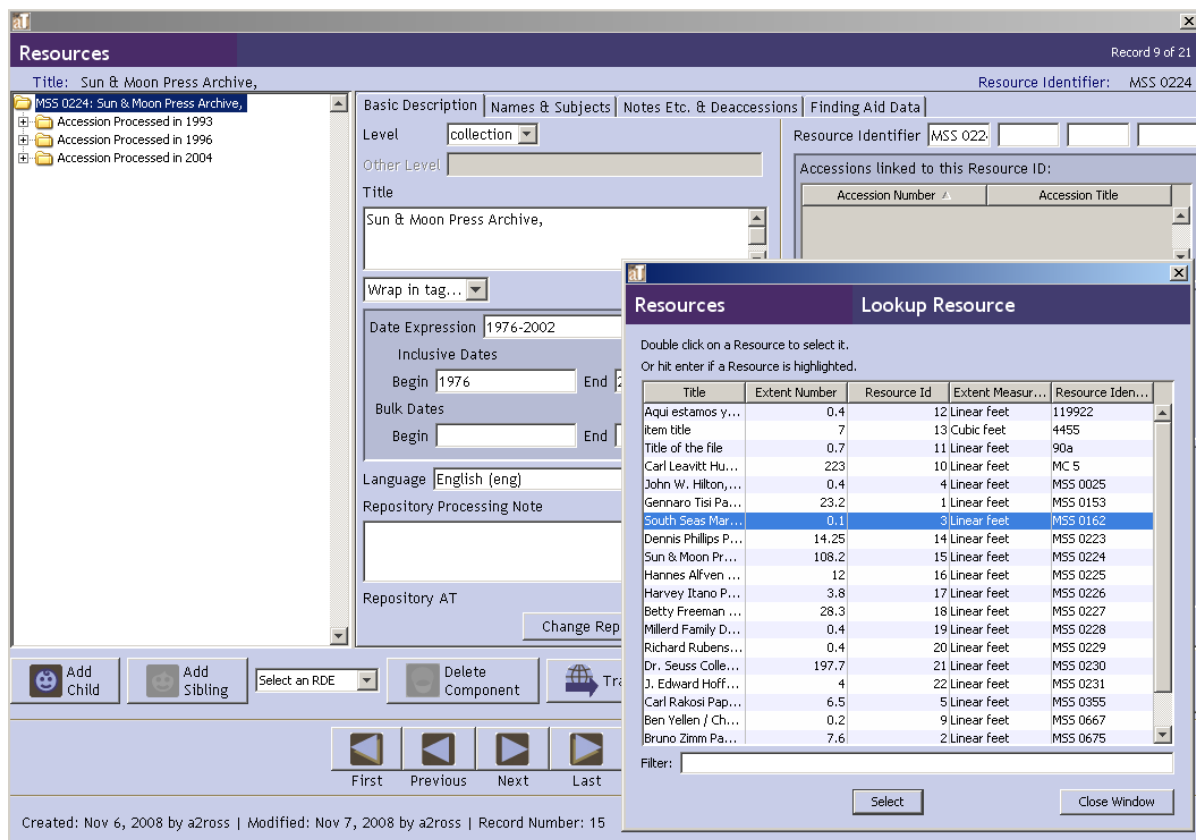 aT
Resources
Record 9 of 21
Title: Sun & Moon Press Archive,
Resource Identifier: MSS 0224
MSS 0224: Sun & Moon Press Archive,
Accession Processed in 1993
Accession Processed in 1996
Accession Processed in 2004
Basic Description
Names & Subjects
Notes Etc. & Deaccessions
Finding Aid Data
Level collection
Other Level
Title
Sun & Moon Press Archive,
Wrap in tag...
Date Expression 1976-2002
Inclusive Dates
Begin 1976 End 2
Bulk Dates
Begin End
Language English (eng)
Repository Processing Note
Repository AT
Change Rep
Resource Identifier MSS 022
Accessions linked to this Resource ID:
Accession Number Accession Title
aT
Resources Lookup Resource
Double click on a Resource to select it.
Or hit enter if a Resource is highlighted.
Title Extent Number Resource Id Extent Measur... Resource Iden...
Aqui estamos y... 0.4 12 Linear feet 119922
item title 7 13 Cubic feet 4455
Title of the file 0.7 11 Linear feet 90a
Carl Leavitt Hu... 223 10 Linear feet MC 5
John W. Hilton,... 0.4 4 Linear feet MSS 0025
Gennaro Tisi Pa... 23.2 1 Linear feet MSS 0153
South Seas Mar... 0.1 3 Linear feet MSS 0162
Dennis Phillips P... 14.25 14 Linear feet MSS 0223
Sun & Moon Pr... 108.2 15 Linear feet MSS 0224
Hannes Alfven ... 12 16 Linear feet MSS 0225
Harvey Itano P... 3.8 17 Linear feet MSS 0226
Betty Freeman ... 28.3 18 Linear feet MSS 0227
Millerd Family D... 0.4 19 Linear feet MSS 0228
Richard Rubens... 0.4 20 Linear feet MSS 0229
Dr. Seuss Colle... 197.7 21 Linear feet MSS 0230
J. Edward Hoff... 4 22 Linear feet MSS 0231
Carl Rakosi Pap... 6.5 5 Linear feet MSS 0355
Ben Yellen / Ch... 0.2 9 Linear feet MSS 0667
Bruno Zimm Pa... 7.6 2 Linear feet MSS 0675
Filter:
Select
Close Window
Add Child
Add Sibling
Select an RDE
Delete Component
Tra
First Previous Next Last
Created: Nov 6, 2008 by a2ross | Modified: Nov 7, 2008 by a2ross | Record Number: 15